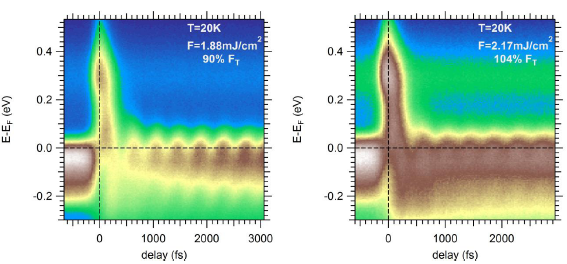 T=20K
F=1.88mJ/cm²
90% F_T
E-E_F (eV)
0.4
0.2
0.0
-0.2
0
1000
2000
3000
delay (fs)
T=20K
F=2.17mJ/cm²
104% F_T
E-E_F (eV)
0.4
0.2
0.0
-0.2
0
1000
2000
delay (fs)